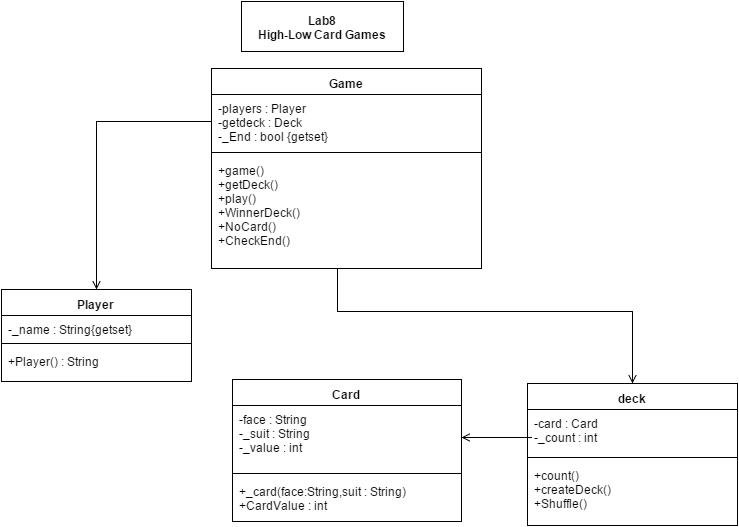 Lab8
High-Low Card Games
Game
-players : Player
-getdeck : Deck
-_End : bool {getset}
+game()
+getDeck()
+play()
+WinnerDeck()
+NoCard()
+CheckEnd()
Player
-_name : String{getset}
+Player() : String
Card
-face : String
-_suit : String
-_value : int
+_card(face:String,suit : String)
+CardValue : int
deck
-card : Card
-_count : int
+count()
+createDeck()
+Shuffle()